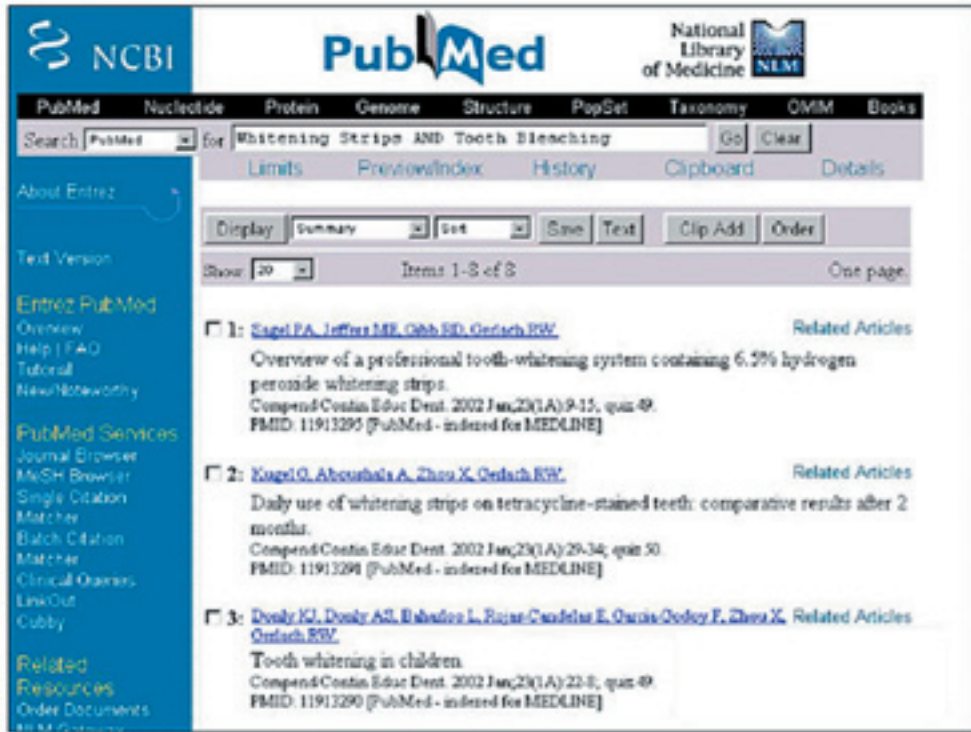 NCBI
PubMed
National
Library
of Medicine NLM
PubMed Nucleotide Protein Genome Structure PopSet Taxonomy OMIM Books
Search PubMed for Whitening Strips AND Tooth Bleaching Go Clear
Limits Preview/Index History Clipboard Details
About Entrez
Display Summary Sort Save Text Clip Add Order
Text Version
Show 20 Items 1-8 of 8 One page.
Entrez PubMed
Overview
Help | FAQ
Tutorial
New/Noteworthy
PubMed Services
Journal Browser
MeSH Browser
Single Citation
Matcher
Batch Citation
Matcher
Clinical Queries
LinkOut
Cubby
Related
Resources
Order Documents
NLM Gateway
1: Sagel PA, Jeffers ME, Gibb RD, Gerlach RW. Related Articles
Overview of a professional tooth-whitening system containing 6.5% hydrogen
peroxide whitening strips.
Compend Contin Educ Dent. 2002 Jan;23(1A):9-15; quiz 49.
PMID: 11913295 [PubMed - indexed for MEDLINE]
2: Kugel G, Aboushala A, Zhou X, Gerlach RW. Related Articles
Daily use of whitening strips on tetracycline-stained teeth: comparative results after 2
months.
Compend Contin Educ Dent. 2002 Jan;23(1A):29-34; quiz 50.
PMID: 11913291 [PubMed - indexed for MEDLINE]
3: Donly KJ, Donly AS, Baharloo L, Rojas-Candelas E, Garcia-Godoy F, Zhou X, Related Articles
Gerlach RW.
Tooth whitening in children.
Compend Contin Educ Dent. 2002 Jan;23(1A):22-8; quiz 49.
PMID: 11913290 [PubMed - indexed for MEDLINE]